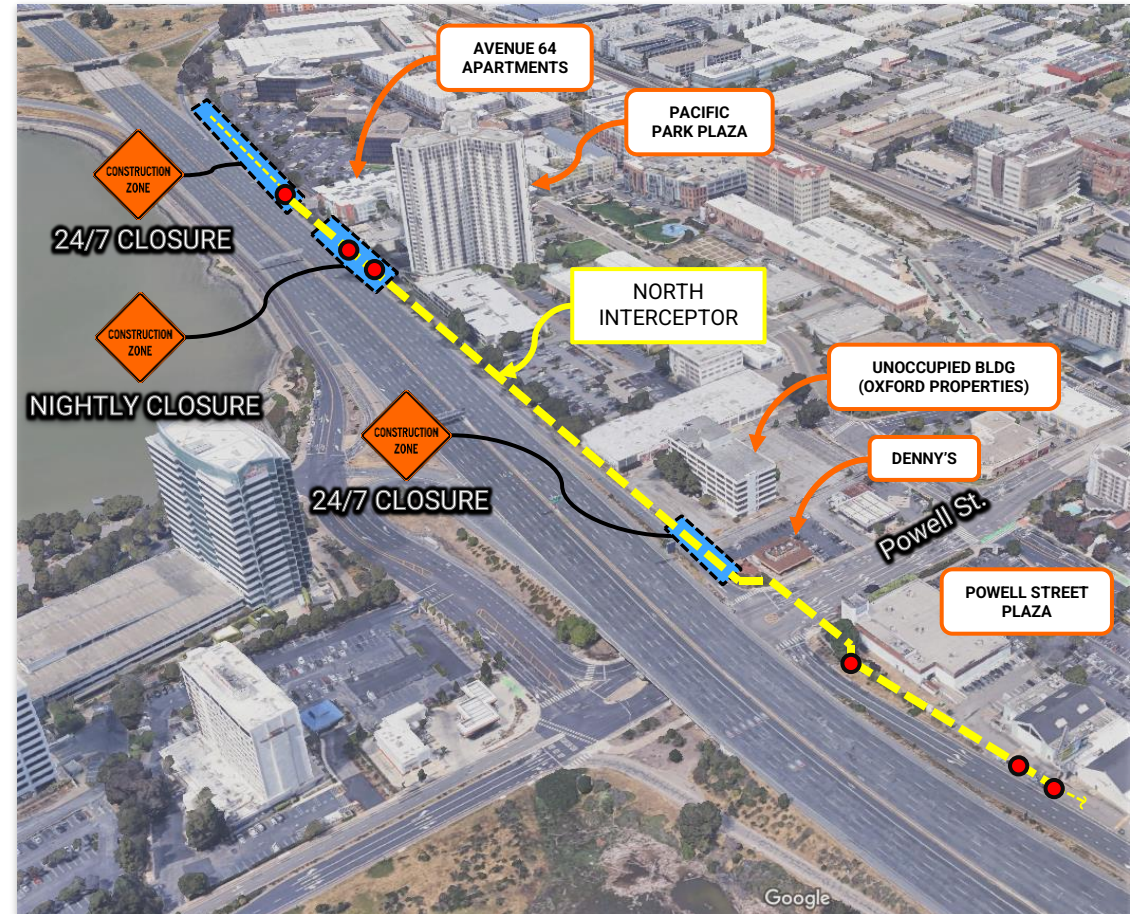 AVENUE 64
APARTMENTS
PACIFIC
PARK PLAZA
CONSTRUCTION
ZONE
24/7 CLOSURE
NORTH
INTERCEPTOR
CONSTRUCTION
ZONE
NIGHTLY CLOSURE
UNOCCUPIED BLDG
(OXFORD PROPERTIES)
CONSTRUCTION
ZONE
24/7 CLOSURE
DENNY'S
Powell St.
POWELL STREET
PLAZA
Google